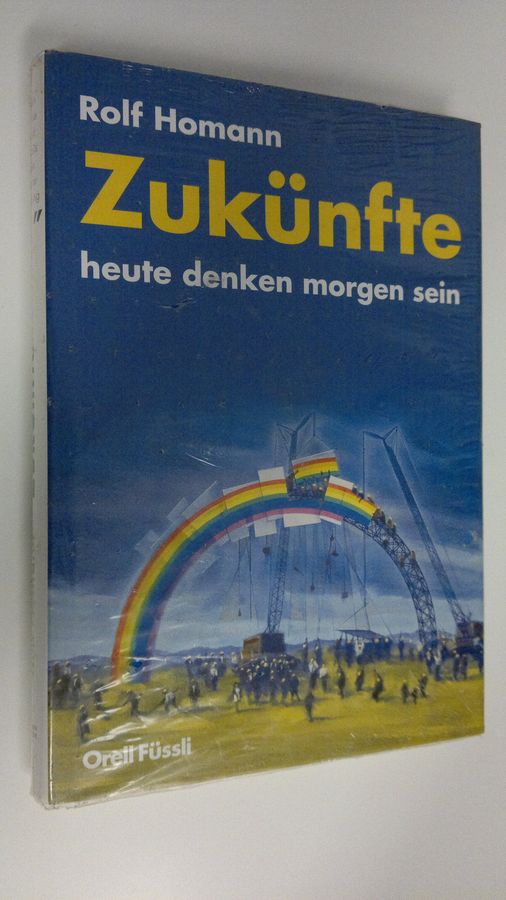 Rolf Homann
Zukünfte
heute denken morgen sein
Orell Füssli